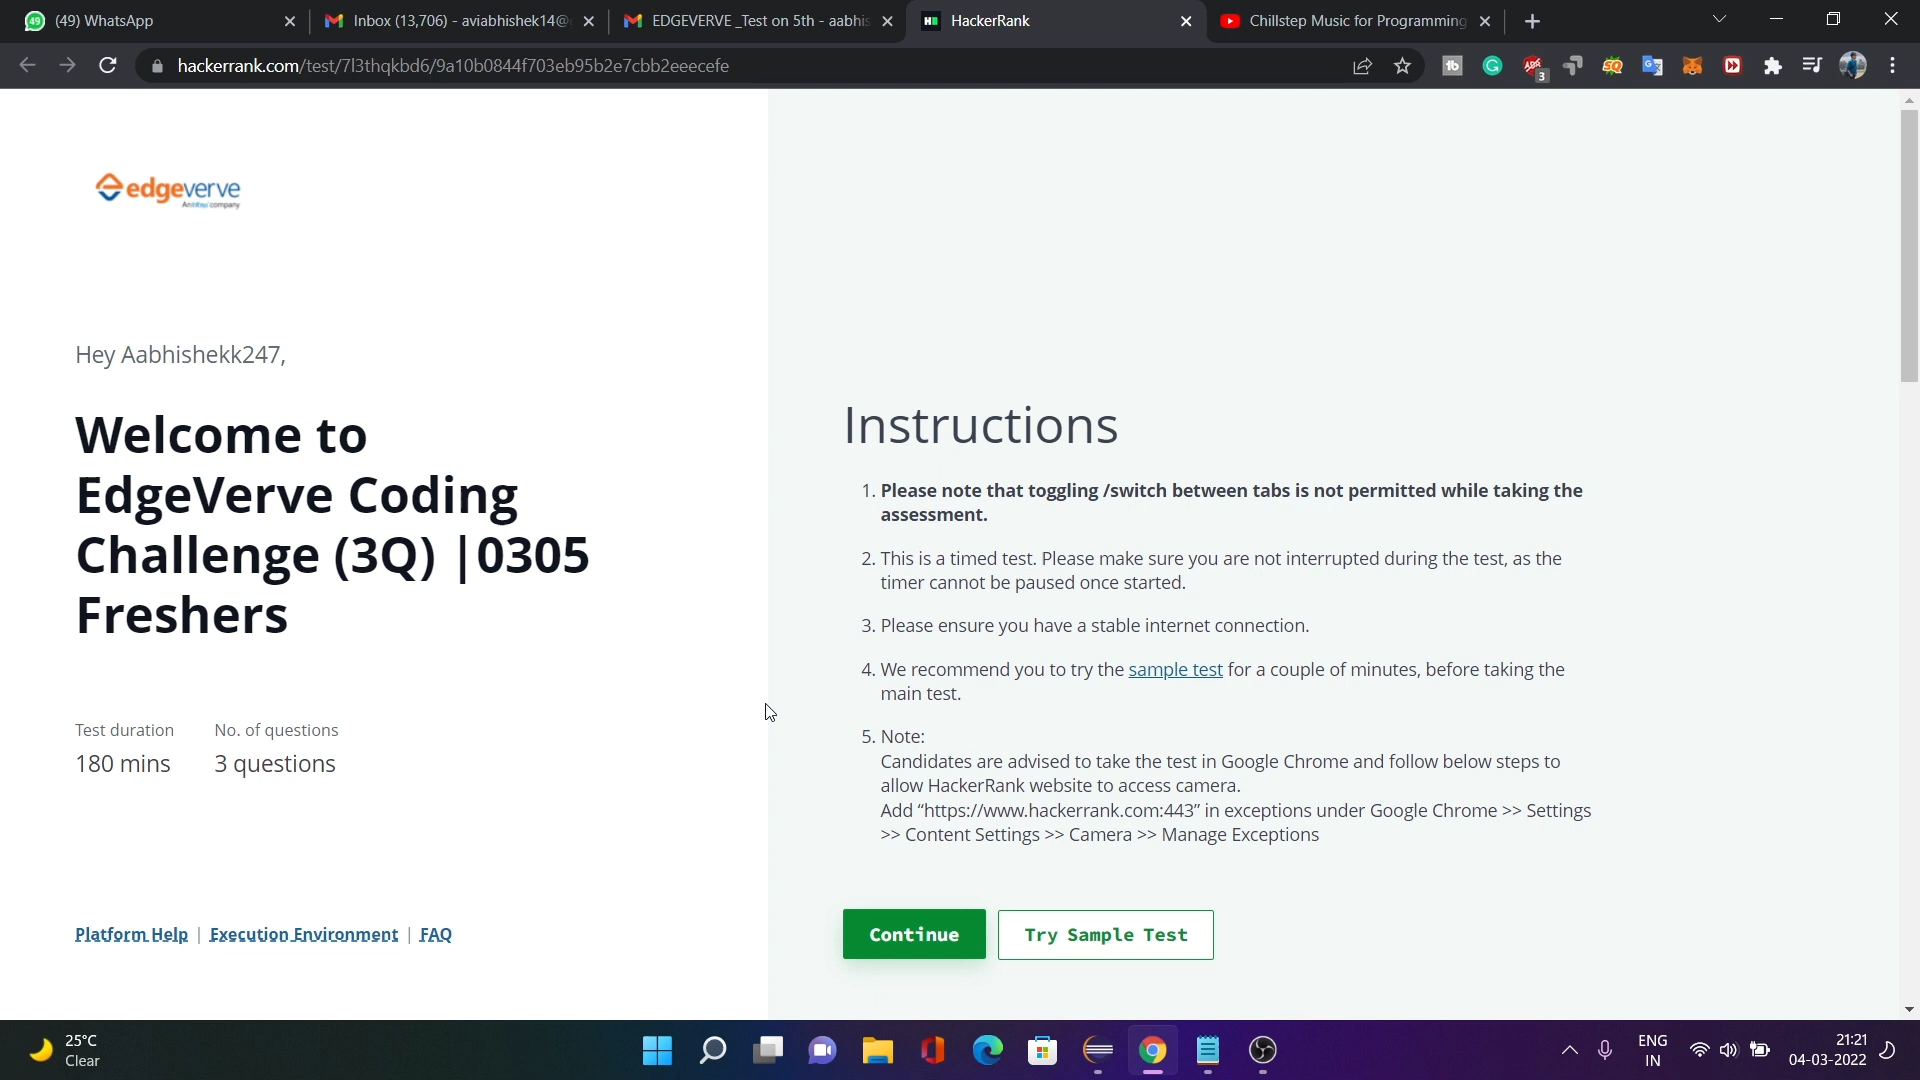 (49) WhatsApp
Inbox (13,706) - aviabhishek14@
EDGEVERVE _Test on 5th - aabhis
HackerRank
Chillstep Music for Programming
hackerrank.com/test/7l3thqkbd6/9a10b0844f703eb95b2e7cbb2eeecefe
edgeverve
An Infosys company
Hey Aabhishekk247,
Welcome to
EdgeVerve Coding
Challenge (3Q) |0305
Freshers
Test duration
No. of questions
180 mins
3 questions
Platform Help | Execution Environment | FAQ
Instructions
1. Please note that toggling /switch between tabs is not permitted while taking the
assessment.
2. This is a timed test. Please make sure you are not interrupted during the test, as the
timer cannot be paused once started.
3. Please ensure you have a stable internet connection.
4. We recommend you to try the sample test for a couple of minutes, before taking the
main test.
5. Note:
Candidates are advised to take the test in Google Chrome and follow below steps to
allow HackerRank website to access camera.
Add “https://www.hackerrank.com:443” in exceptions under Google Chrome >> Settings
>> Content Settings >> Camera >> Manage Exceptions
Continue
Try Sample Test
25°C
Clear
ENG
IN
21:21
04-03-2022